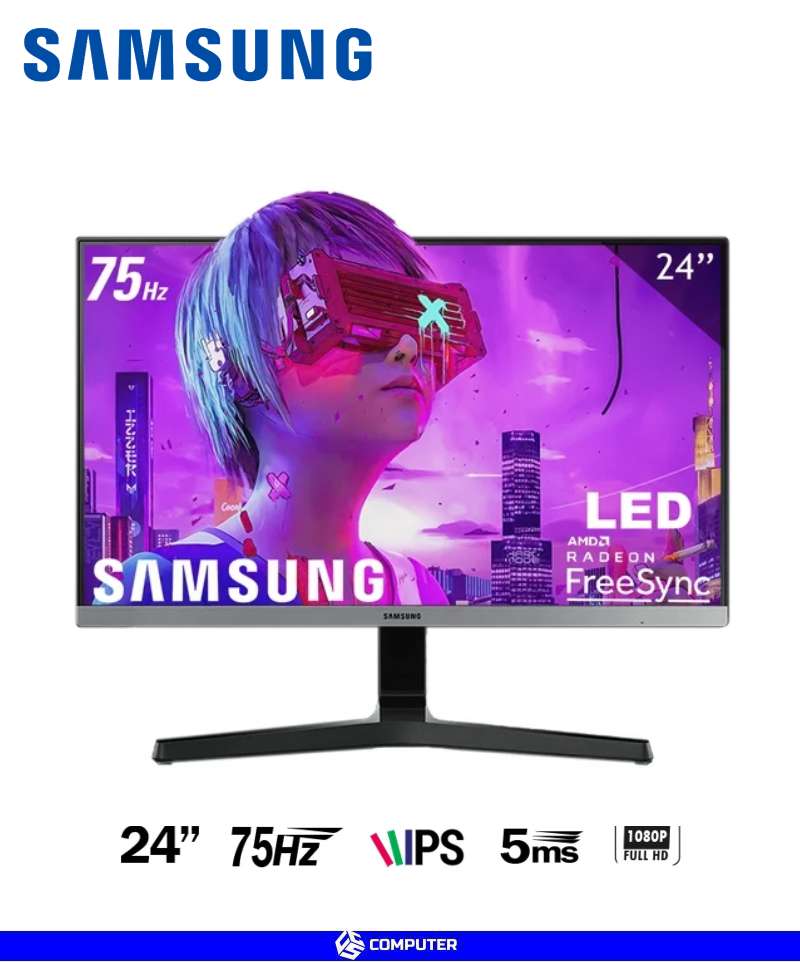 SAMSUNG
75Hz
24”
LED
AMD
RADEON
FreeSync
SAMSUNG
SAMSUNG
24”
75Hz
IPS
5ms
1080P
FULL HD
COMPUTER